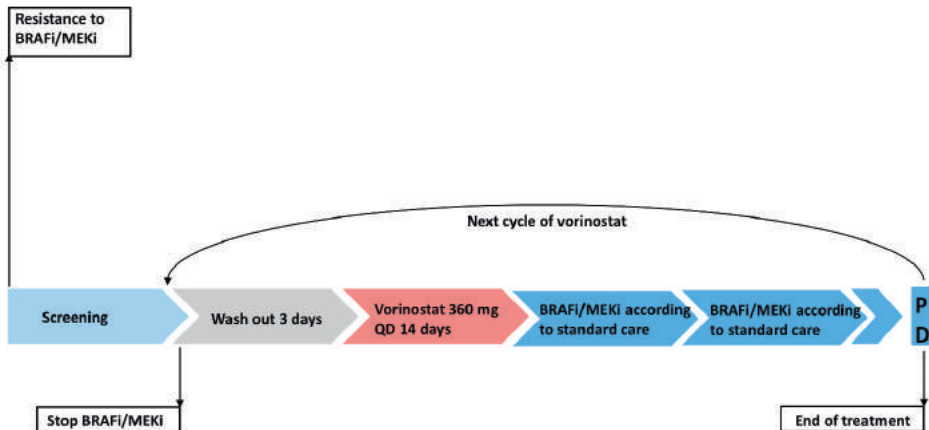 Resistance to
BRAFi/MEKi
Next cycle of vorinostat
Screening
Wash out 3 days
Vorinostat 360 mg
QD 14 days
BRAFi/MEKi according
to standard care
BRAFi/MEKi according
to standard care
P
D
Stop BRAFi/MEKi
End of treatment